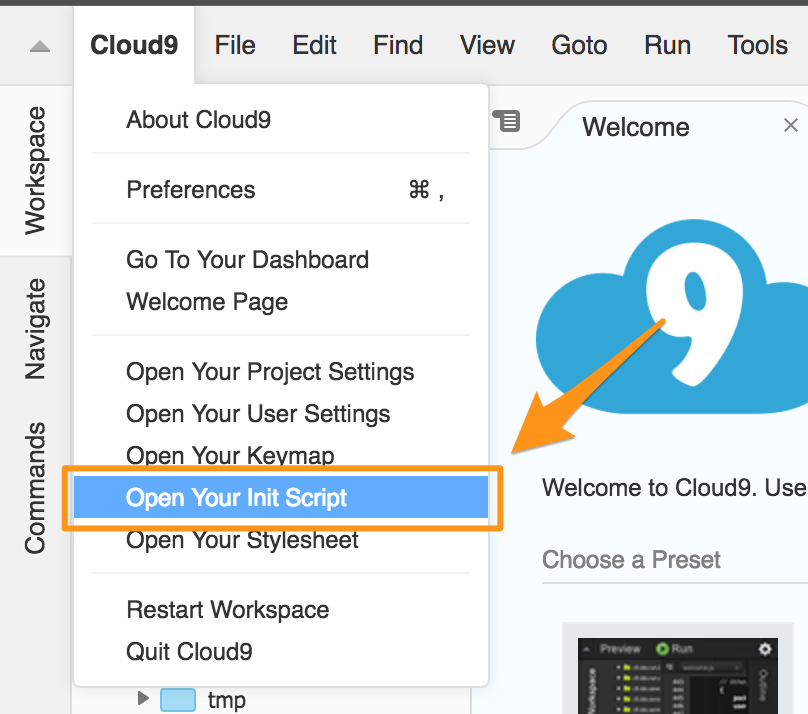 Cloud9 File Edit Find View Goto Run Tools
Workspace
Navigate
Commands
About Cloud9
Preferences ⌘ ,
Go To Your Dashboard
Welcome Page
Open Your Project Settings
Open Your User Settings
Open Your Keymap
Open Your Init Script
Open Your Stylesheet
Restart Workspace
Quit Cloud9
tmp
Welcome
9
Welcome to Cloud9. Use
Choose a Preset
Preview Run